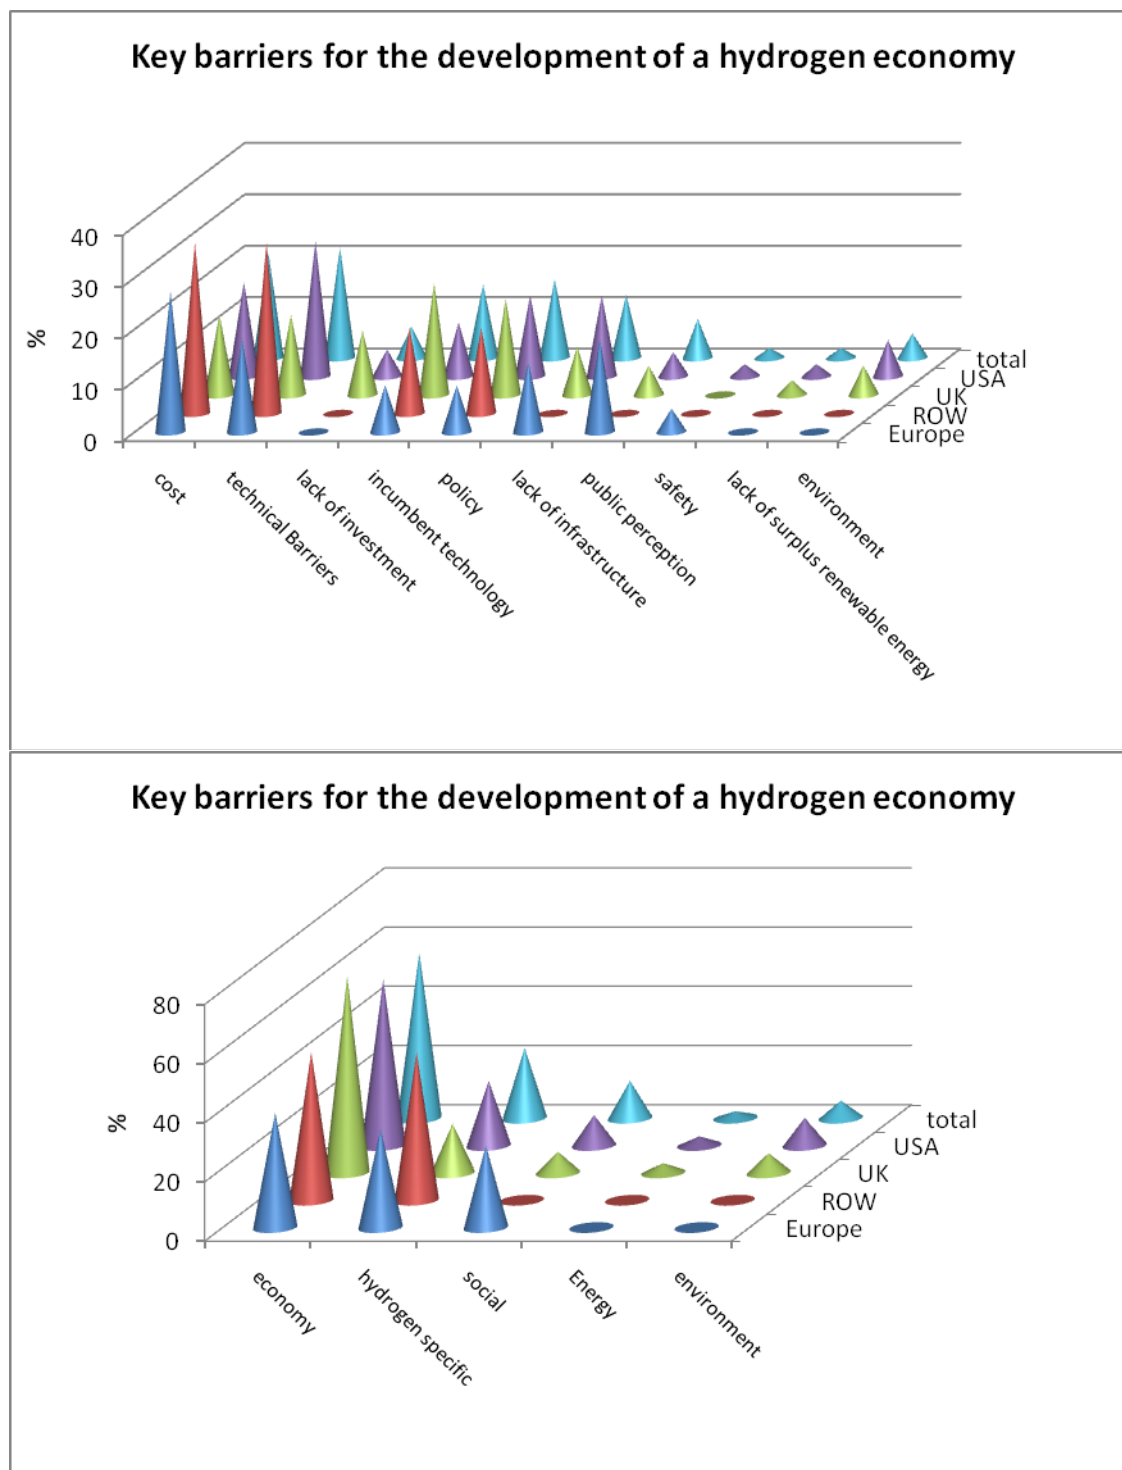 Key barriers for the development of a hydrogen economy
40
30
20
10
0
%
total
USA
UK
ROW
Europe
cost
technical Barriers
lack of investment
incumbent technology
policy
lack of infrastructure
public perception
safety
lack of surplus renewable energy
environment
Key barriers for the development of a hydrogen economy
80
60
40
20
0
%
total
USA
UK
ROW
Europe
economy
hydrogen specific
social
Energy
environment